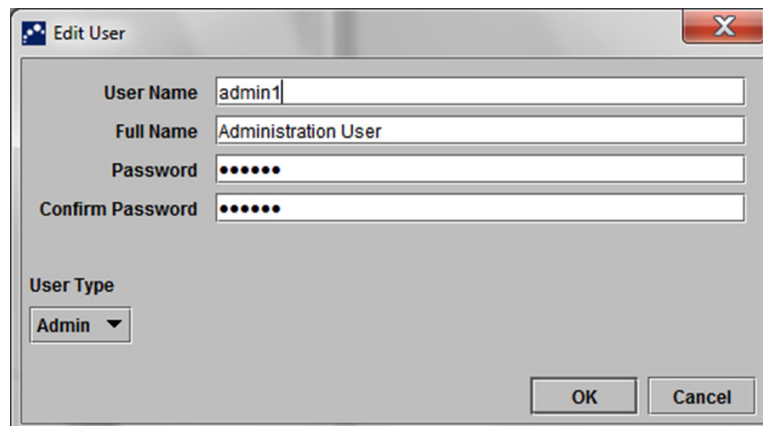 Edit User
User Name admin1
Full Name Administration User
Password ••••••
Confirm Password ••••••
User Type
Admin
OK Cancel